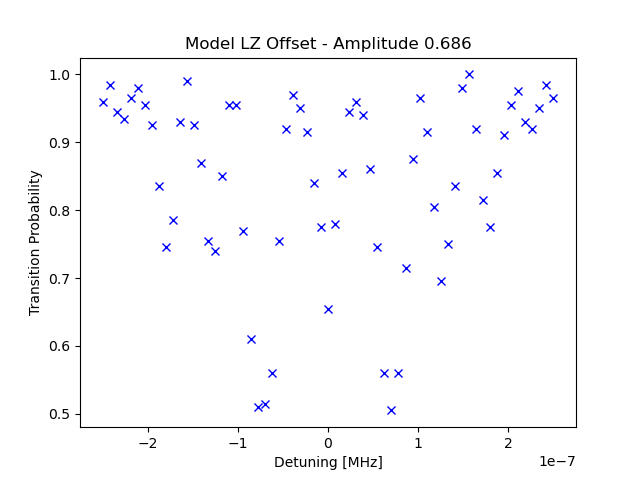 Model LZ Offset - Amplitude 0.686
Transition Probability
1.0
0.9
0.8
0.7
0.6
0.5
−2
−1
0
1
2
1e−7
Detuning [MHz]